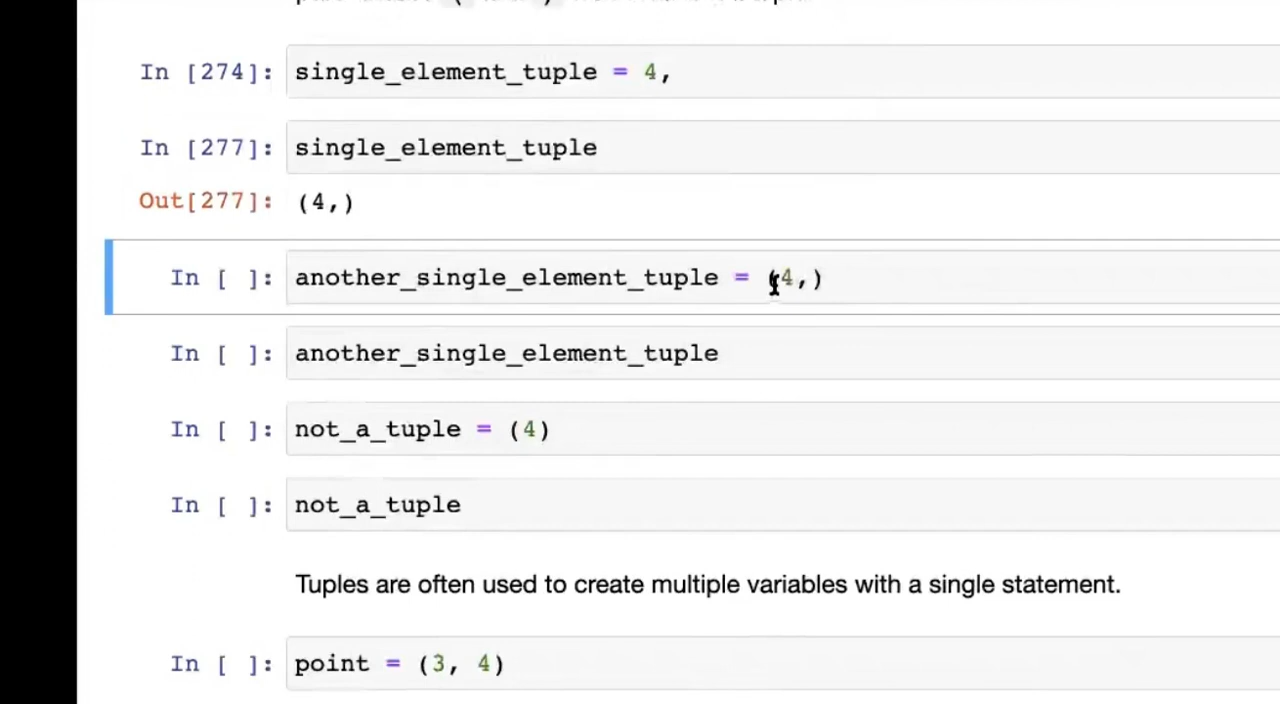 In [274]: single_element_tuple = 4,
In [277]: single_element_tuple
Out[277]: (4,)
In [ ]: another_single_element_tuple = (4,)
In [ ]: another_single_element_tuple
In [ ]: not_a_tuple = (4)
In [ ]: not_a_tuple
Tuples are often used to create multiple variables with a single statement.
In [ ]: point = (3, 4)